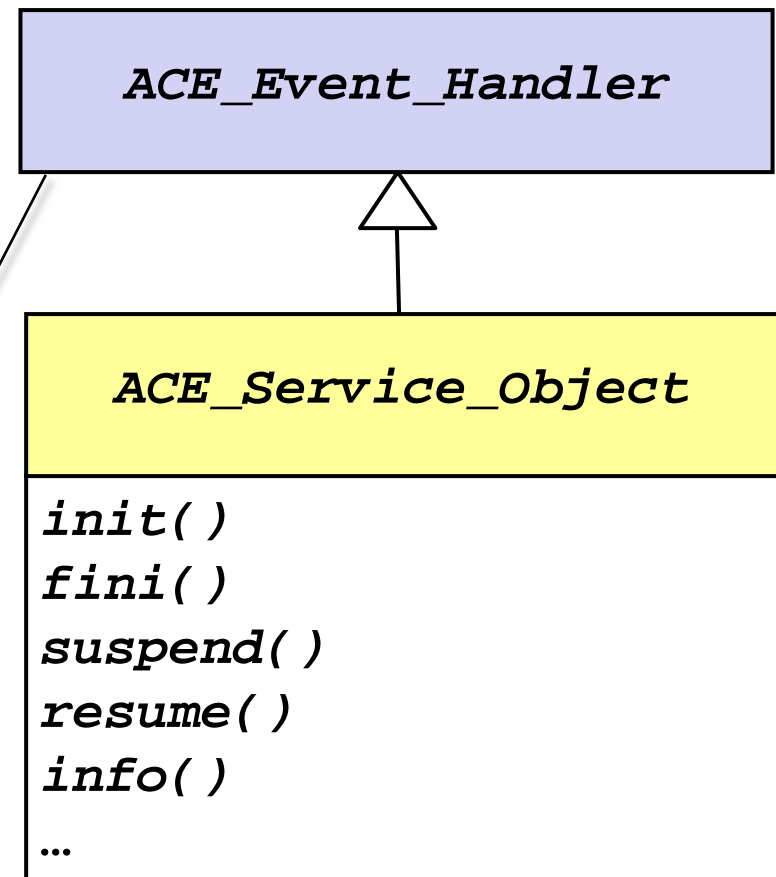 ACE_Event_Handler
ACE_Service_Object
init()
fini()
suspend()
resume()
info()
…